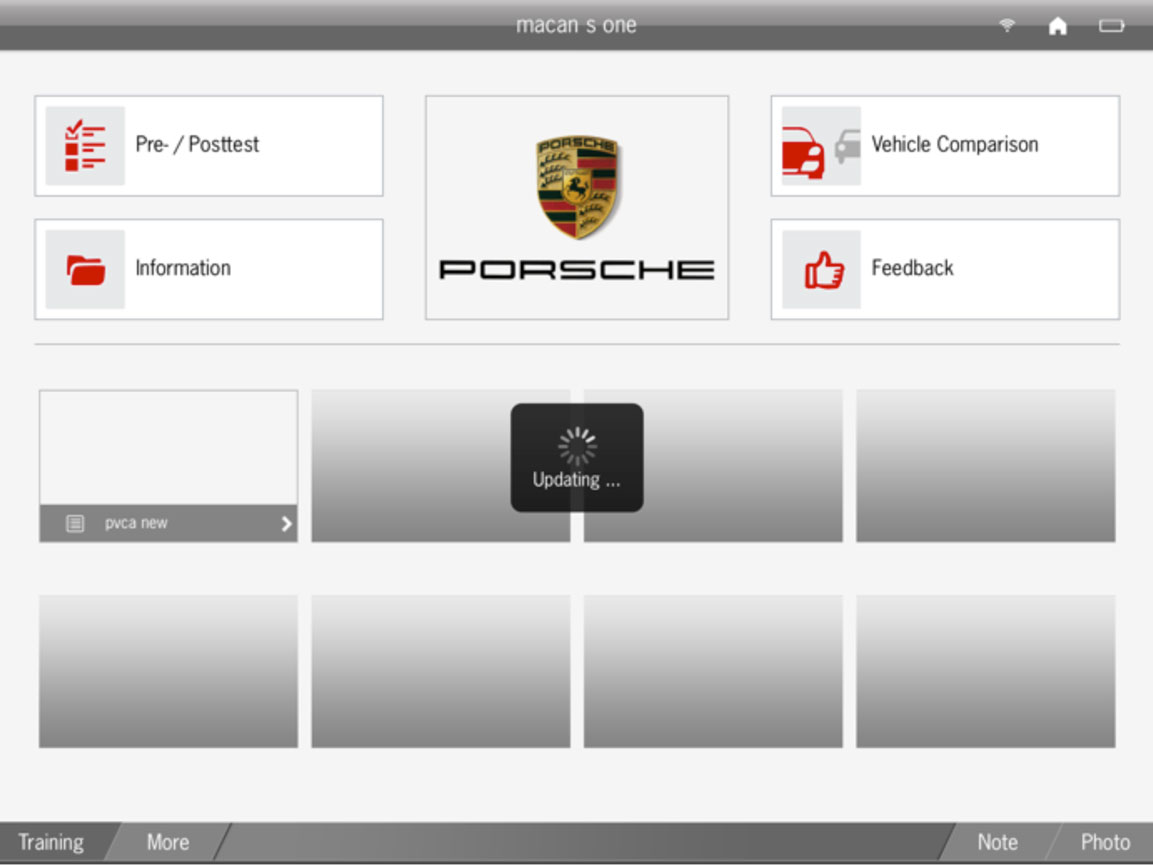 macan s one
Pre- / Posttest
Vehicle Comparison
PORSCHE
Information
PORSCHE
Feedback
Updating ...
pvca new
Training
More
Note
Photo